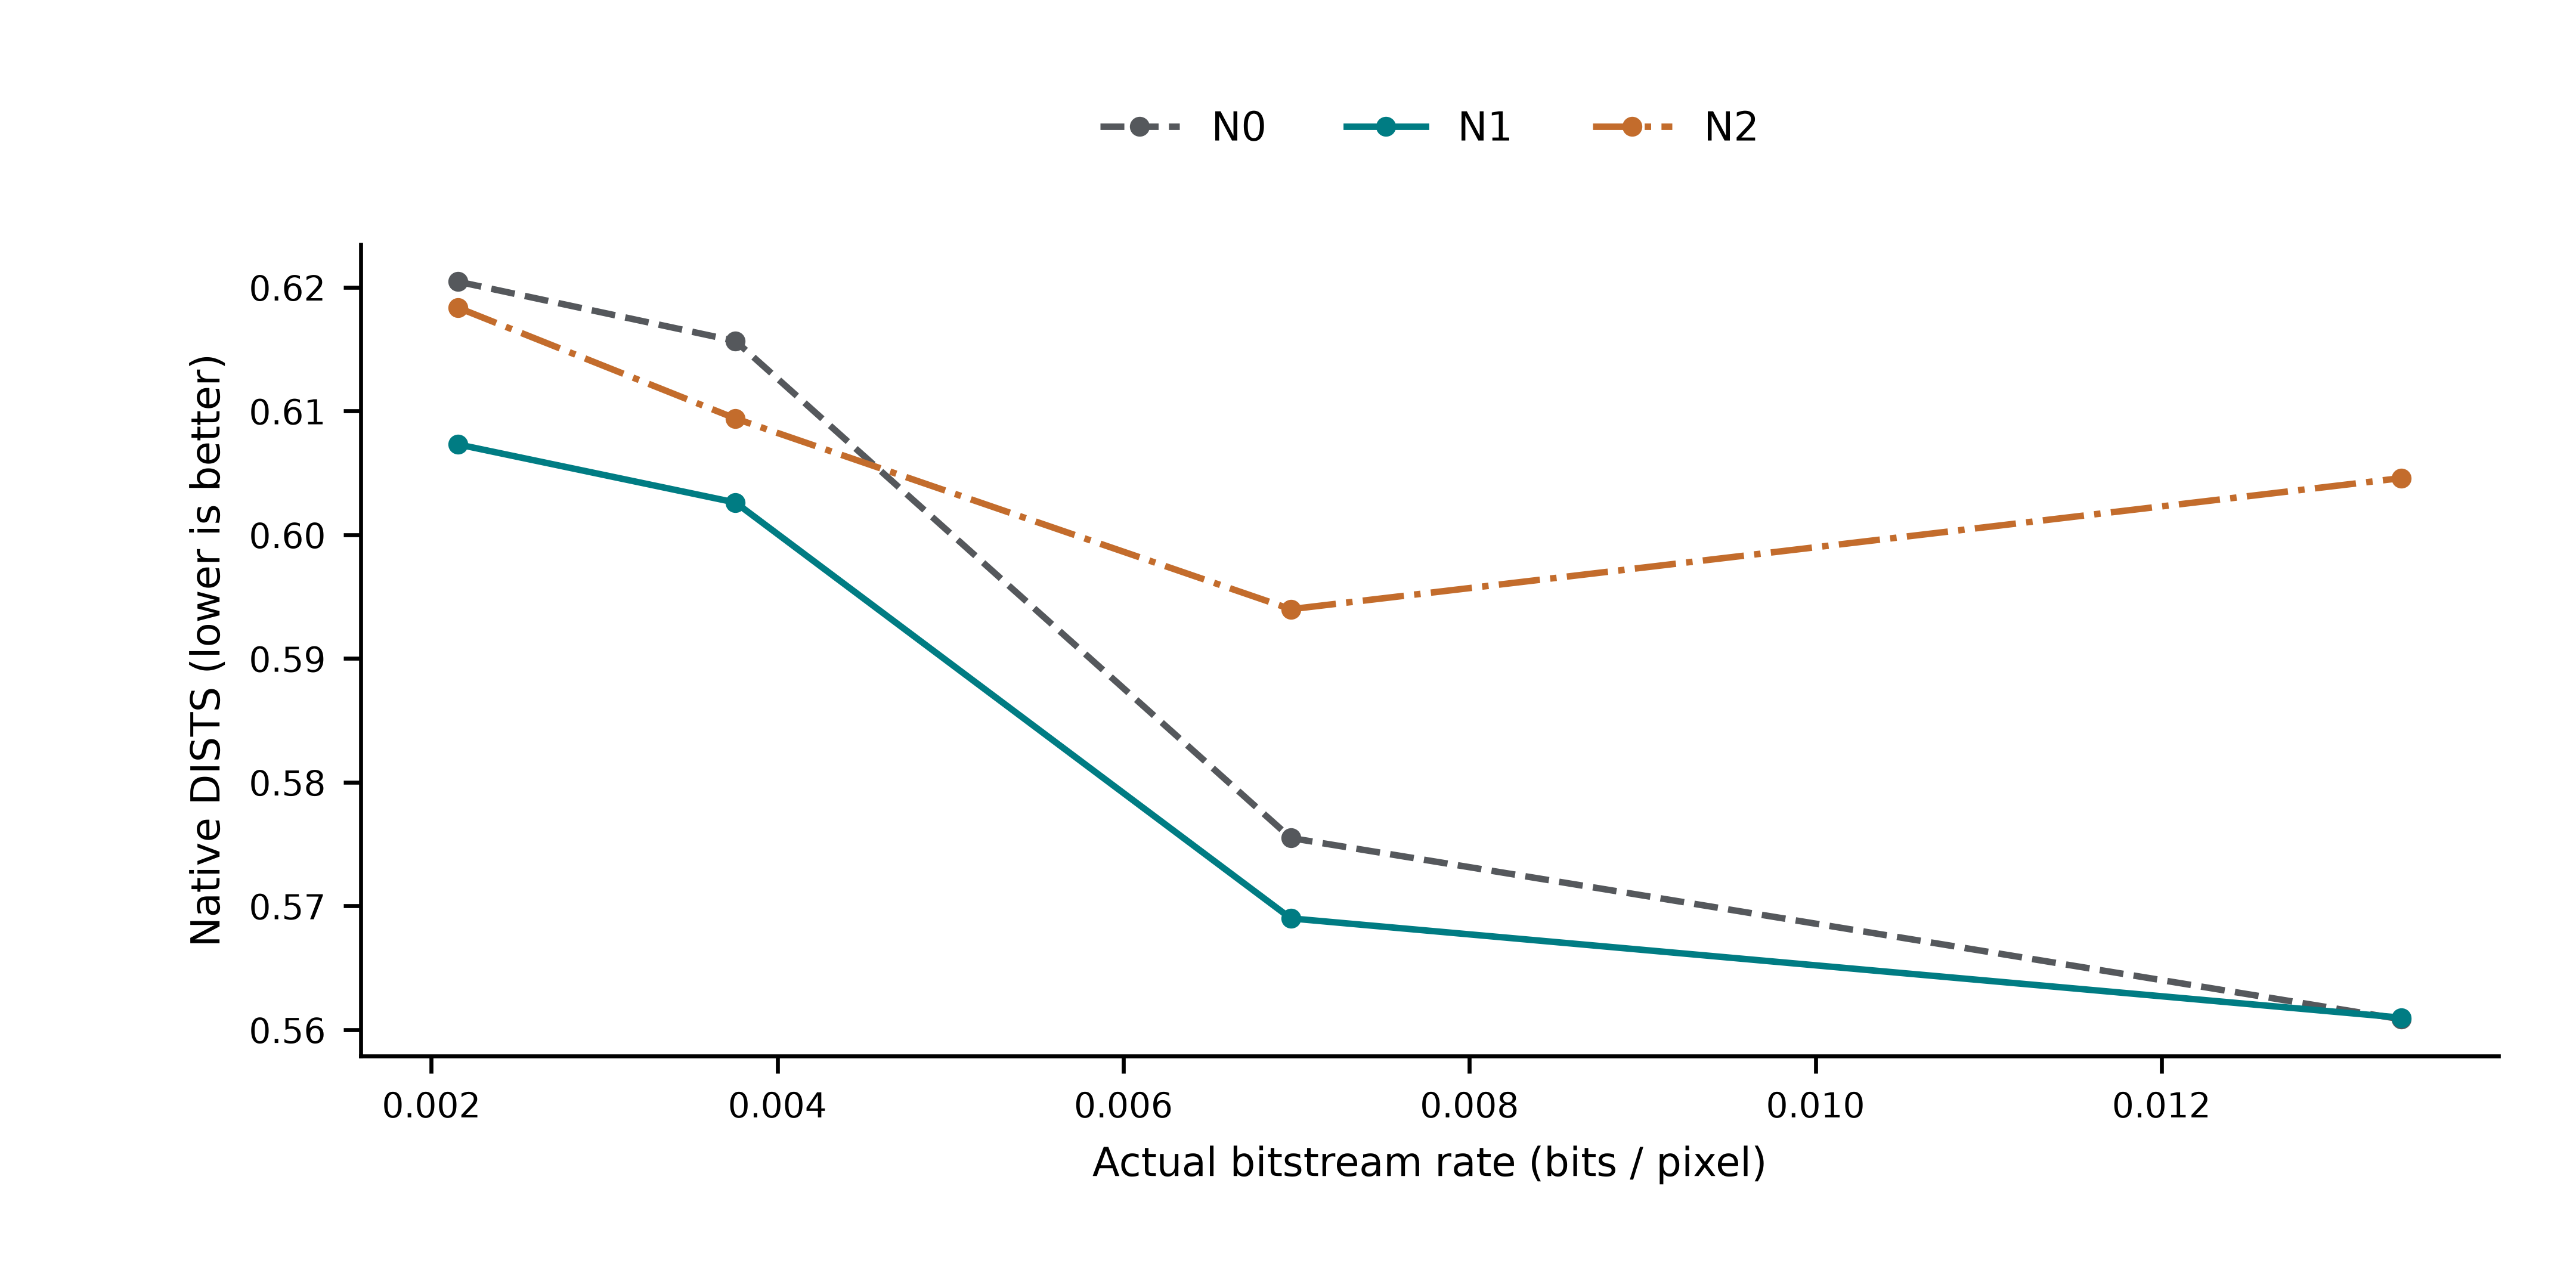 N0 N1 N2
Native DISTS (lower is better)
0.62
0.61
0.60
0.59
0.58
0.57
0.56
0.002 0.004 0.006 0.008 0.010 0.012
Actual bitstream rate (bits / pixel)